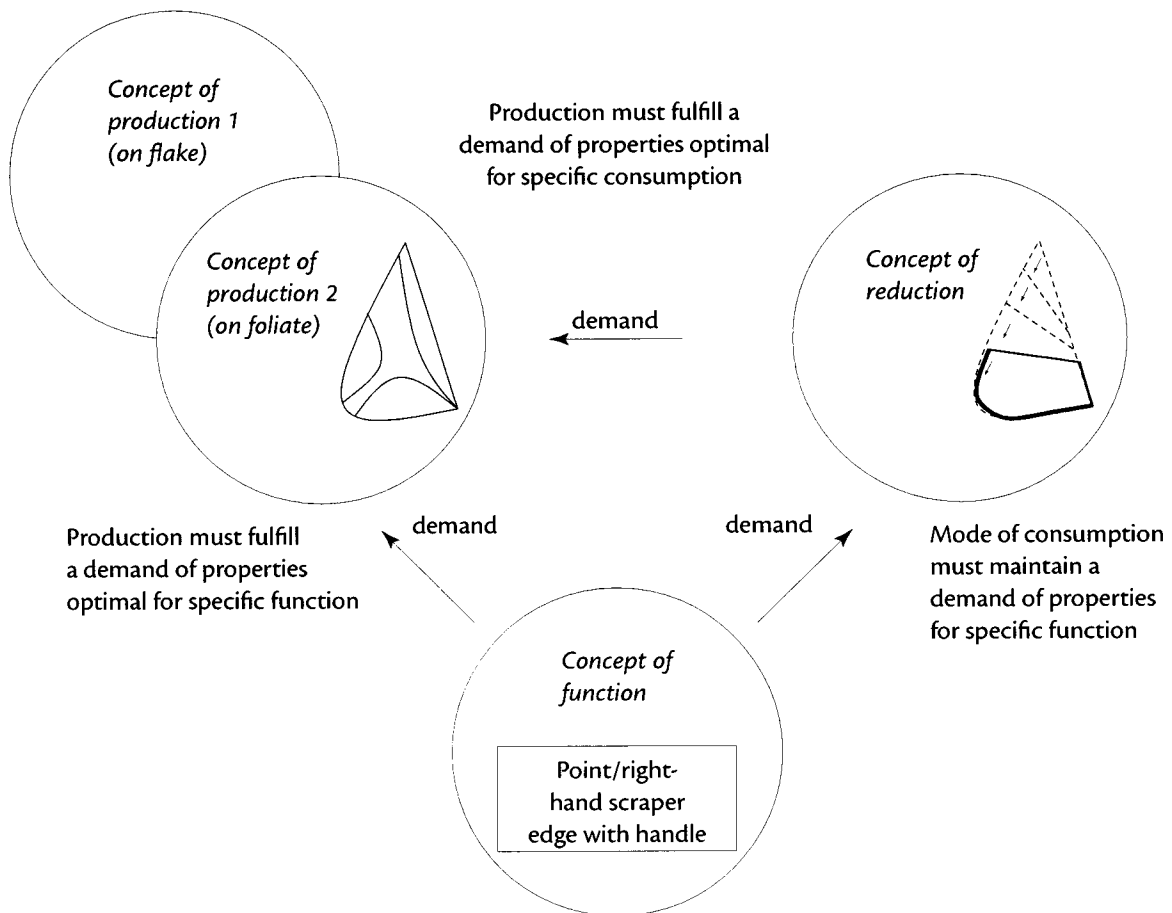 Concept of
production 1
(on flake)
Production must fulfill a
demand of properties optimal
for specific consumption
Concept of
production 2
(on foliate)
Concept of
reduction
demand
Production must fulfill
a demand of properties
optimal for specific function
demand
demand
Mode of consumption
must maintain a
demand of properties
for specific function
Concept of
function
Point/right-
hand scraper
edge with handle